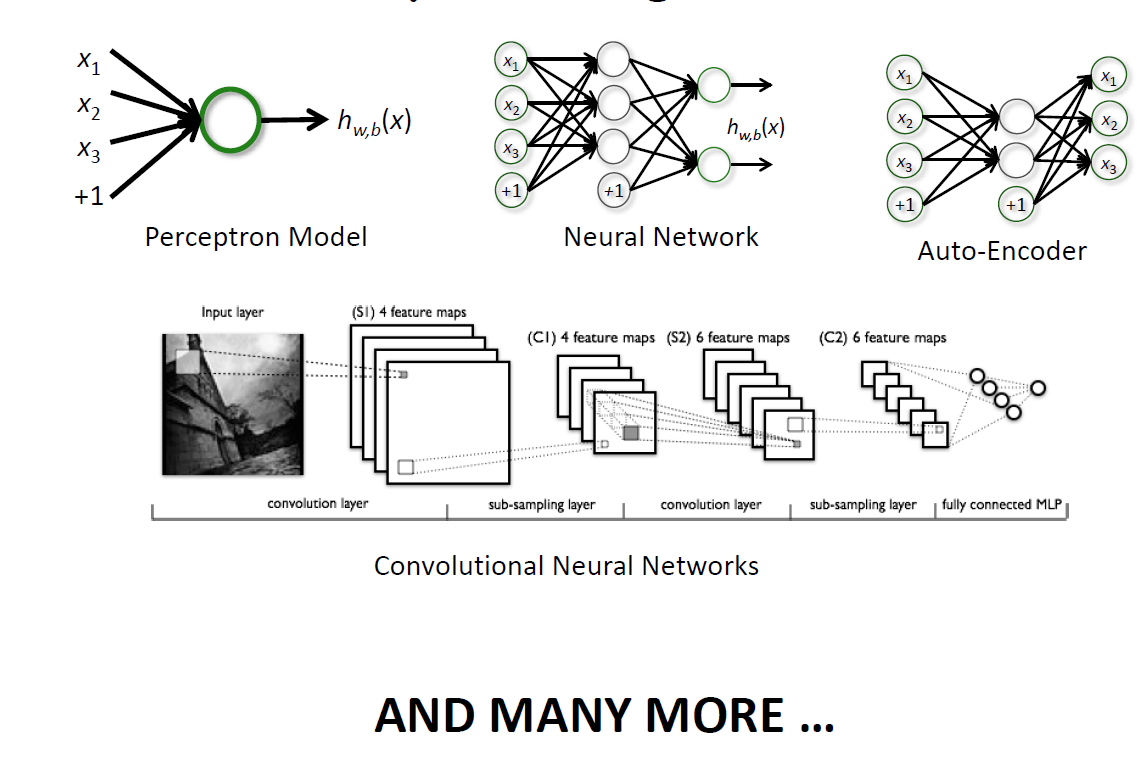 x1
x2
x3
+1
hw,b(x)
Perceptron Model
x1
x2
x3
+1
+1
hw,b(x)
Neural Network
x1
x2
x3
+1
+1
x1
x2
x3
Auto-Encoder
Input layer
(S1) 4 feature maps
(C1) 4 feature maps
(S2) 6 feature maps
(C2) 6 feature maps
convolution layer
sub-sampling layer
convolution layer
sub-sampling layer
fully connected MLP
Convolutional Neural Networks
AND MANY MORE …